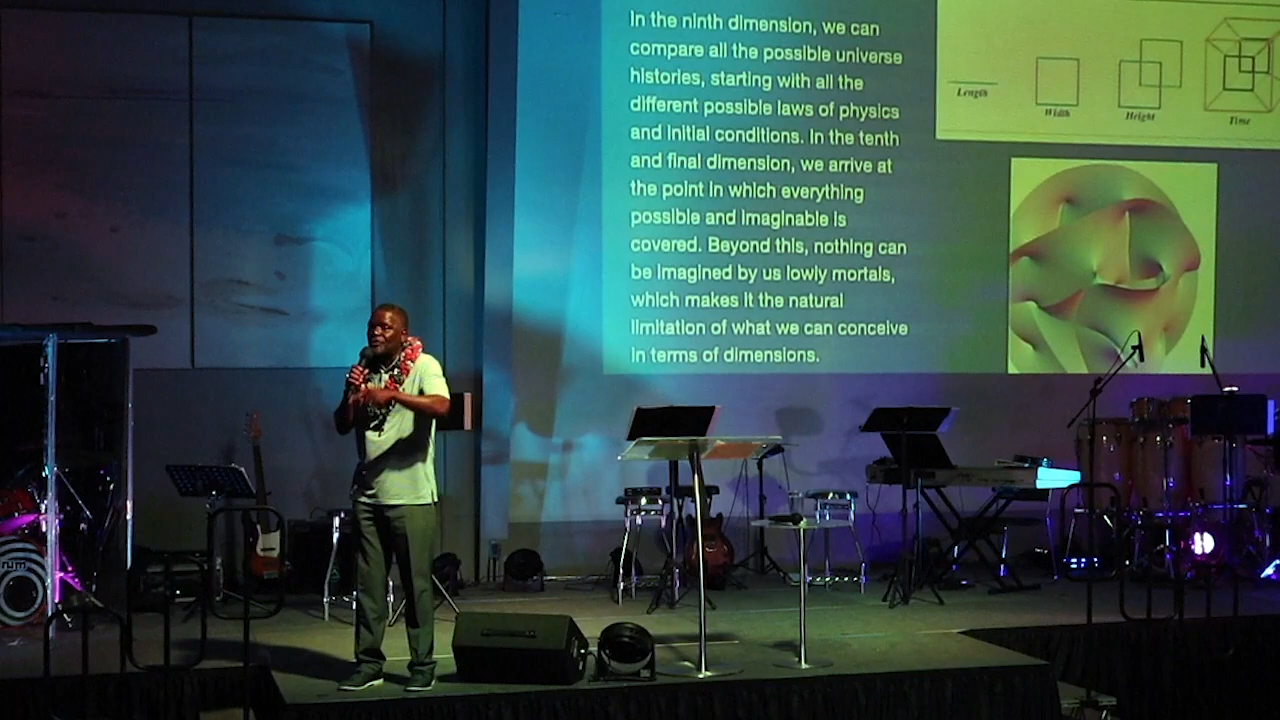 In the ninth dimension, we can
compare all the possible universe
histories, starting with all the
different possible laws of physics
and initial conditions. In the tenth
and final dimension, we arrive at
the point in which everything
possible and imaginable is
covered. Beyond this, nothing can
be imagined by us lowly mortals,
which makes it the natural
limitation of what we can conceive
in terms of dimensions.
Length
Width
Height
Time